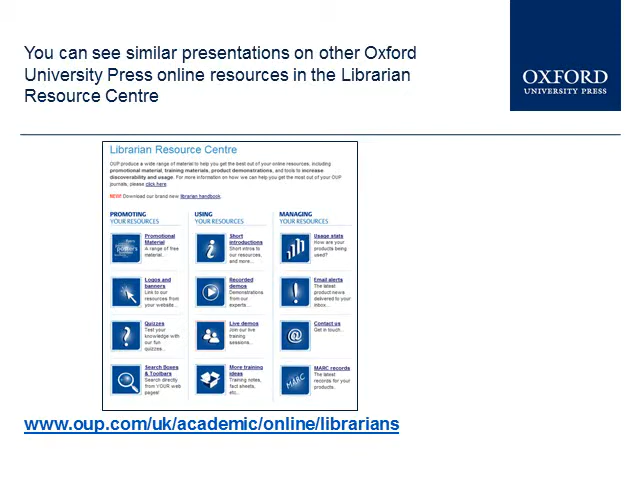 You can see similar presentations on other Oxford
University Press online resources in the Librarian
Resource Centre
OXFORD
UNIVERSITY PRESS
Librarian Resource Centre
OUP produce a wide range of material to help you get the best out of your online resources, including
promotional material, training materials, product demonstrations, and tools to increase
discoverability and usage. For more information on how we can help you get the most out of your OUP
journals, please click here.
NEW! Download our brand new librarian handbook.
PROMOTING
YOUR RESOURCES
USING
YOUR RESOURCES
MANAGING
YOUR RESOURCES
Promotional
Material
A range of free
material...
Short
introductions
Short intros to
our resources,
and more...
Usage stats
How are your
products being
used?
Logos and
banners
Link to our
resources from
your website...
Recorded
demos
Demonstrations
from our
experts...
Email alerts
The latest
product news
delivered to your
inbox...
Quizzes
Test your
knowledge with
our fun
quizzes...
Live demos
Join our live
training
sessions...
Contact us
Get in touch...
Search Boxes
& Toolbars
Search directly
from YOUR web
pages!
More training
ideas
Training notes,
fact sheets,
etc...
MARC
MARC records
The latest
records for your
products.
www.oup.com/uk/academic/online/librarians